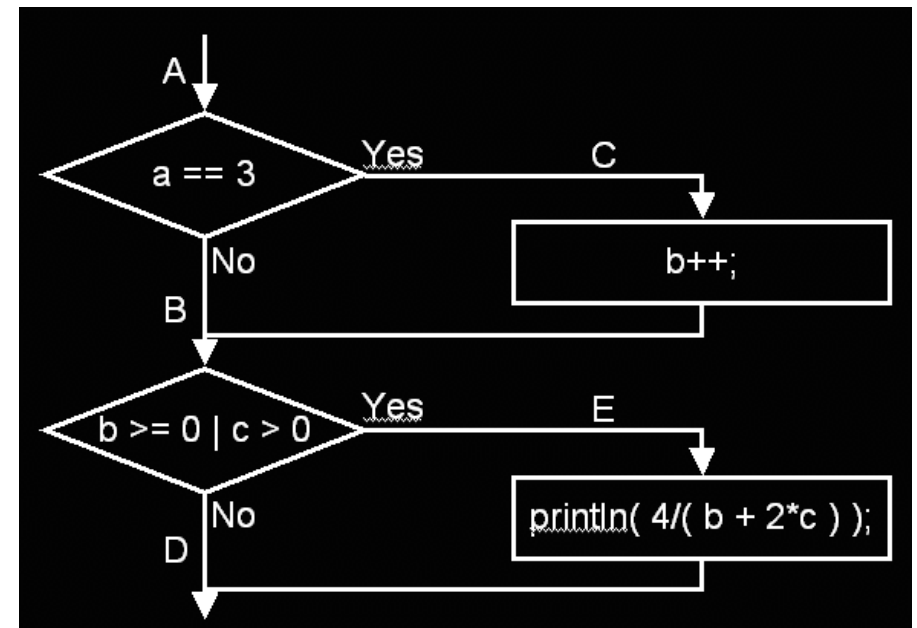 A
a == 3
Yes
C
b++;
No
B
b >= 0 | c > 0
Yes
E
println( 4/( b + 2*c ) );
No
D